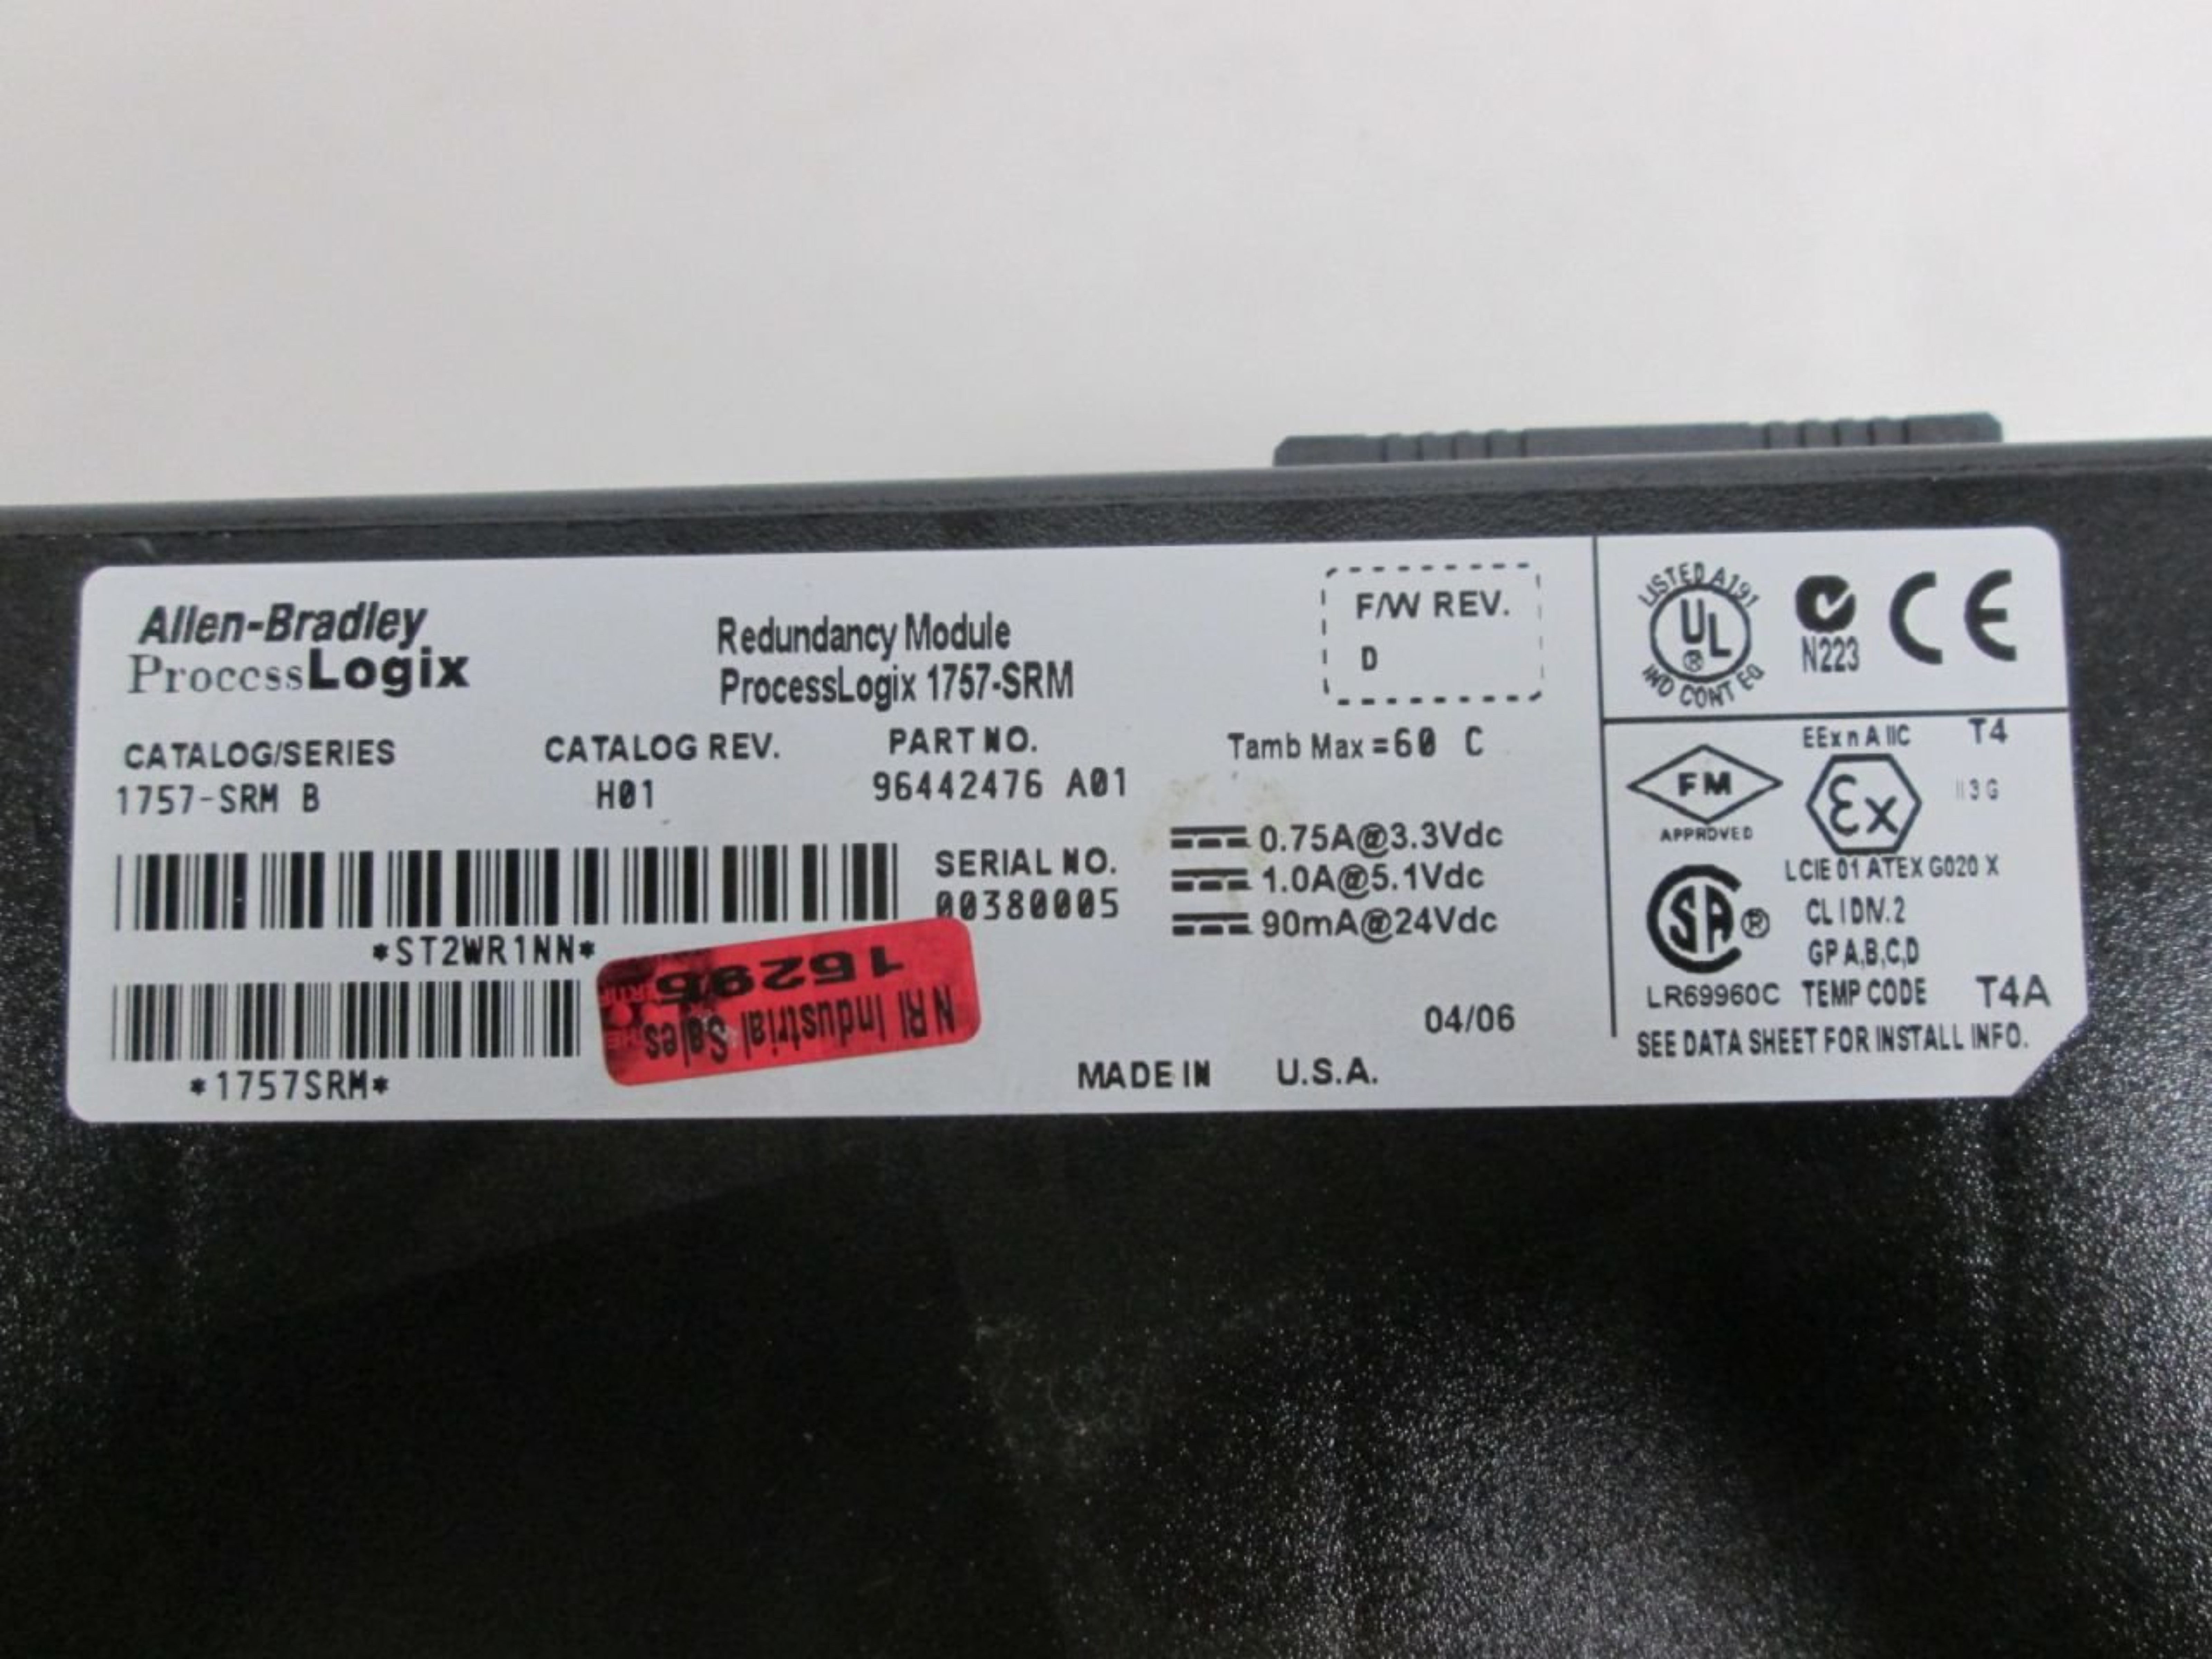 Allen-Bradley
ProcessLogix
Redundancy Module
ProcessLogix 1757-SRM
F/W REV.
D
CATALOG/SERIES
1757-SRM B
CATALOG REV.
H01
PART NO.
96442476 A01
Tamb Max = 60 C
SERIAL NO.
00380005
0.75A@3.3Vdc
1.0A@5.1Vdc
90mA@24Vdc
*ST2WR1NN*
*1757SRM*
NRI Industrial Sales
04/06
MADE IN U.S.A.
LISTED A191
UL
®
IND CONT EQ
N223
CE
FM
APPROVED
EEx n A IIC T4
Ex
II 3 G
LCIE 01 ATEX G020 X
SA ®
CL I DIV. 2
GP A,B,C,D
LR69960C TEMP CODE T4A
SEE DATA SHEET FOR INSTALL INFO.